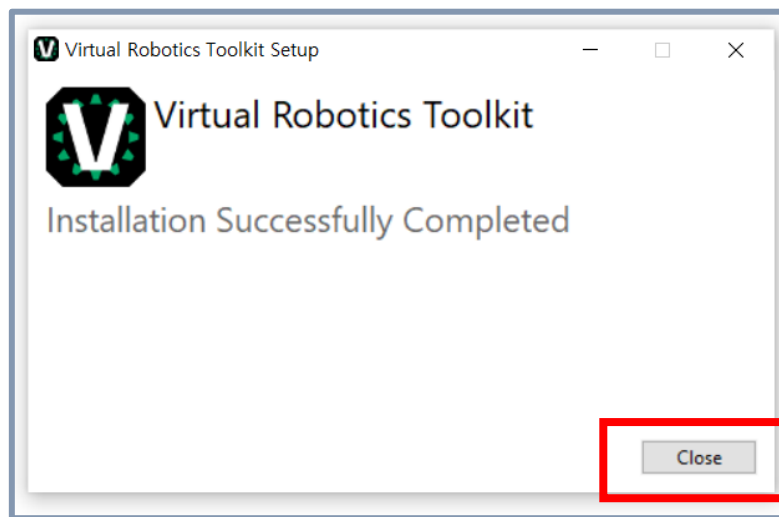 Virtual Robotics Toolkit Setup
Virtual Robotics Toolkit
Installation Successfully Completed
Close